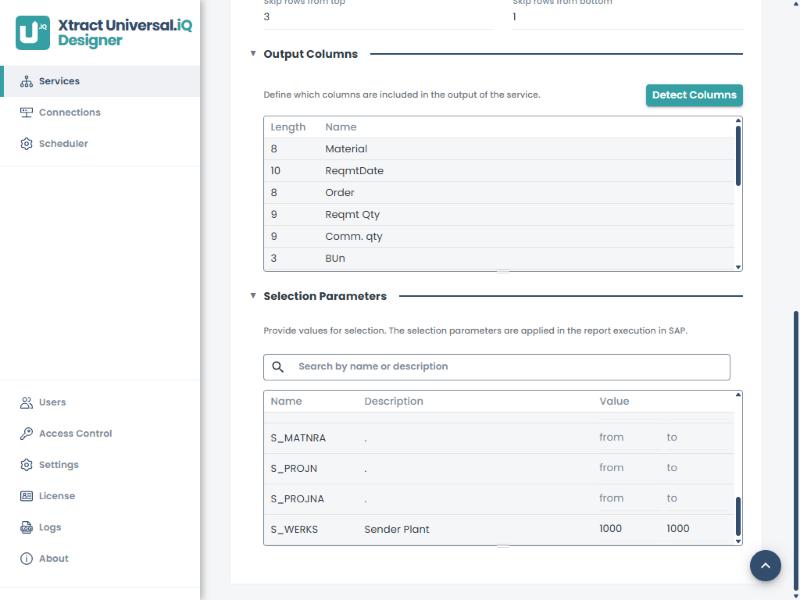 Skip rows from top
Skip rows from bottom
U.iQ
Xtract Universal.iQ
Designer
3
1
Output Columns
Services
Define which columns are included in the output of the service.
Detect Columns
Connections
Length
Name
Scheduler
8
Material
10
ReqmtDate
8
Order
9
Reqmt Qty
9
Comm. qty
3
BUn
Selection Parameters
Provide values for selection. The selection parameters are applied in the report execution in SAP.
Search by name or description
Name
Description
Value
Users
Access Control
S_MATNRA
.
from
to
Settings
S_PROJN
.
from
to
License
S_PROJNA
.
from
to
Logs
S_WERKS
Sender Plant
1000
1000
About